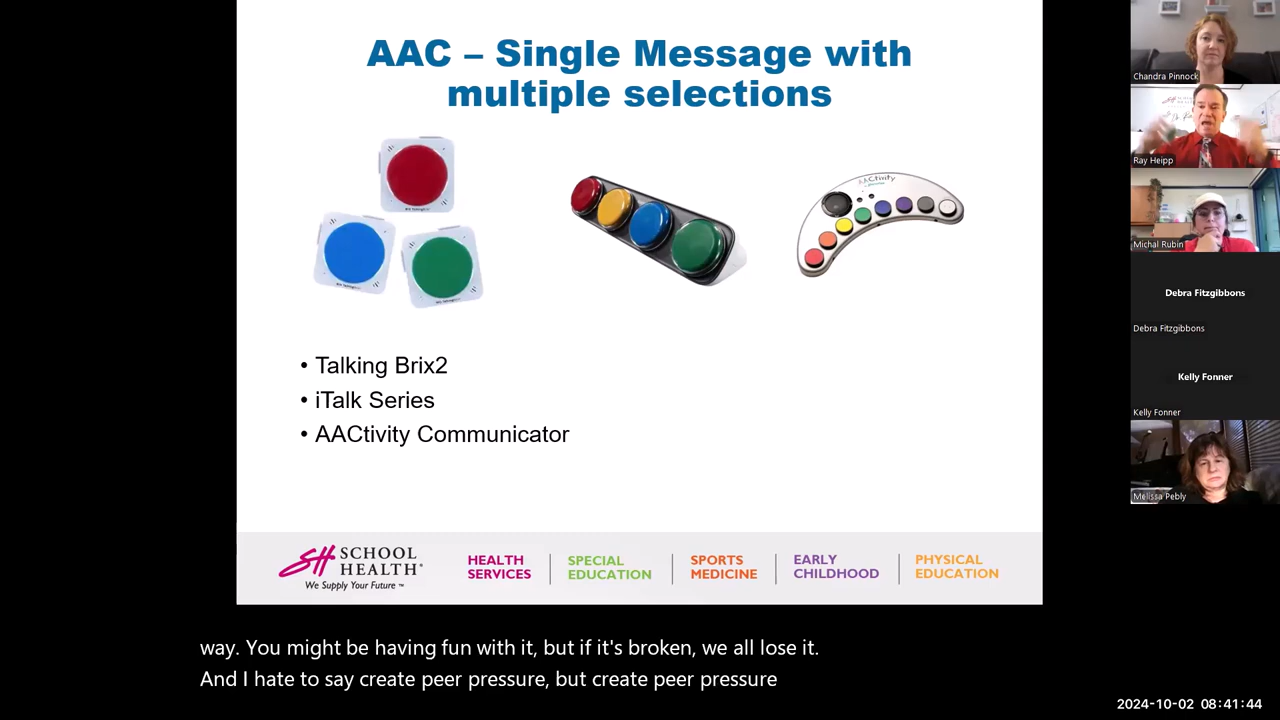 AAC – Single Message with
multiple selections
AACtivity
• Talking Brix2
• iTalk Series
• AACtivity Communicator
SH SCHOOL
HEALTH®
We Supply Your Future ™
HEALTH
SERVICES
SPECIAL
EDUCATION
SPORTS
MEDICINE
EARLY
CHILDHOOD
PHYSICAL
EDUCATION
Chandra Pinnock
Ray Heipp
Michal Rubin
Debra Fitzgibbons
Debra Fitzgibbons
Kelly Fonner
Kelly Fonner
Melissa Pebly
way. You might be having fun with it, but if it's broken, we all lose it.
And I hate to say create peer pressure, but create peer pressure
2024-10-02 08:41:44